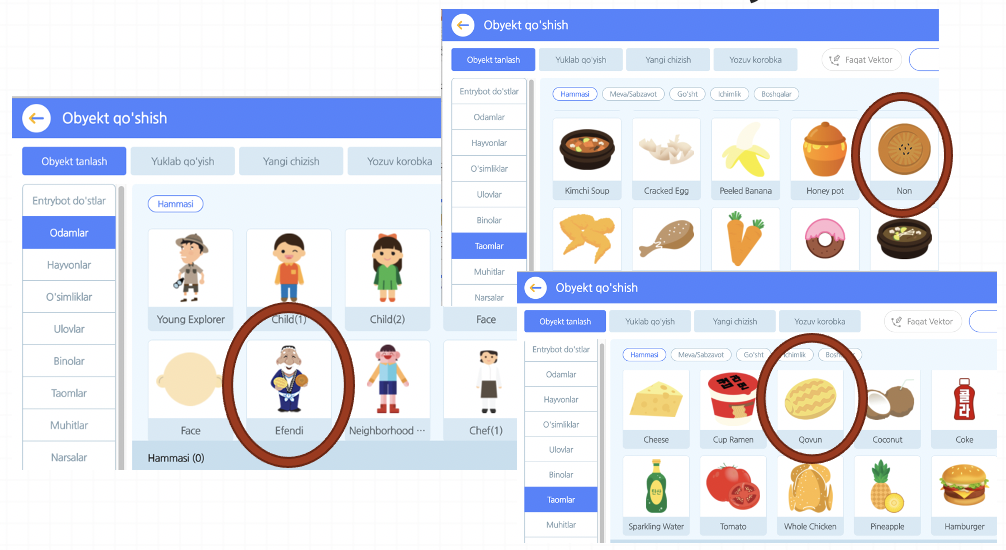 Obyekt qo'shish
Obyekt tanlash
Yuklab qo'yish
Yangi chizish
Yozuv korobka
Entrybot do'stlar
Odamlar
Hayvonlar
O'simliklar
Ulovlar
Binolar
Taomlar
Muhitlar
Narsalar
Hammasi
Young Explorer
Child(1)
Child(2)
Face
Face
Efendi
Neighborhood ···
Chef(1)
Hammasi (0)
Obyekt qo'shish
Obyekt tanlash
Yuklab qo'yish
Yangi chizish
Yozuv korobka
Faqat Vektor
Entrybot do'stlar
Odamlar
Hayvonlar
O'simliklar
Ulovlar
Binolar
Taomlar
Muhitlar
Narsalar
Hammasi
Meva/Sabzavot
Go'sht
Ichimlik
Boshqalar
Kimchi Soup
Cracked Egg
Peeled Banana
Honey pot
Non
Obyekt qo'shish
Obyekt tanlash
Yuklab qo'yish
Yangi chizish
Yozuv korobka
Faqat Vektor
Entrybot do'stlar
Odamlar
Hayvonlar
O'simliklar
Ulovlar
Binolar
Taomlar
Muhitlar
Hammasi
Meva/Sabzavot
Go'sht
Ichimlik
Cheese
Cup Ramen
Qovun
Coconut
Coke
콜라
Sparkling Water
Tomato
Whole Chicken
Pineapple
Hamburger